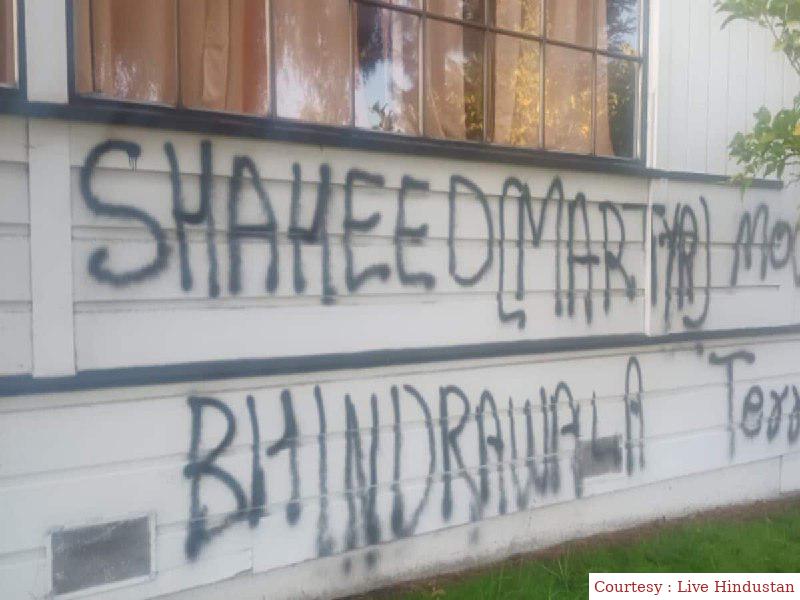 SHAHEED [MARTYR)
BHINDRAWALA
Courtesy : Live Hindustan